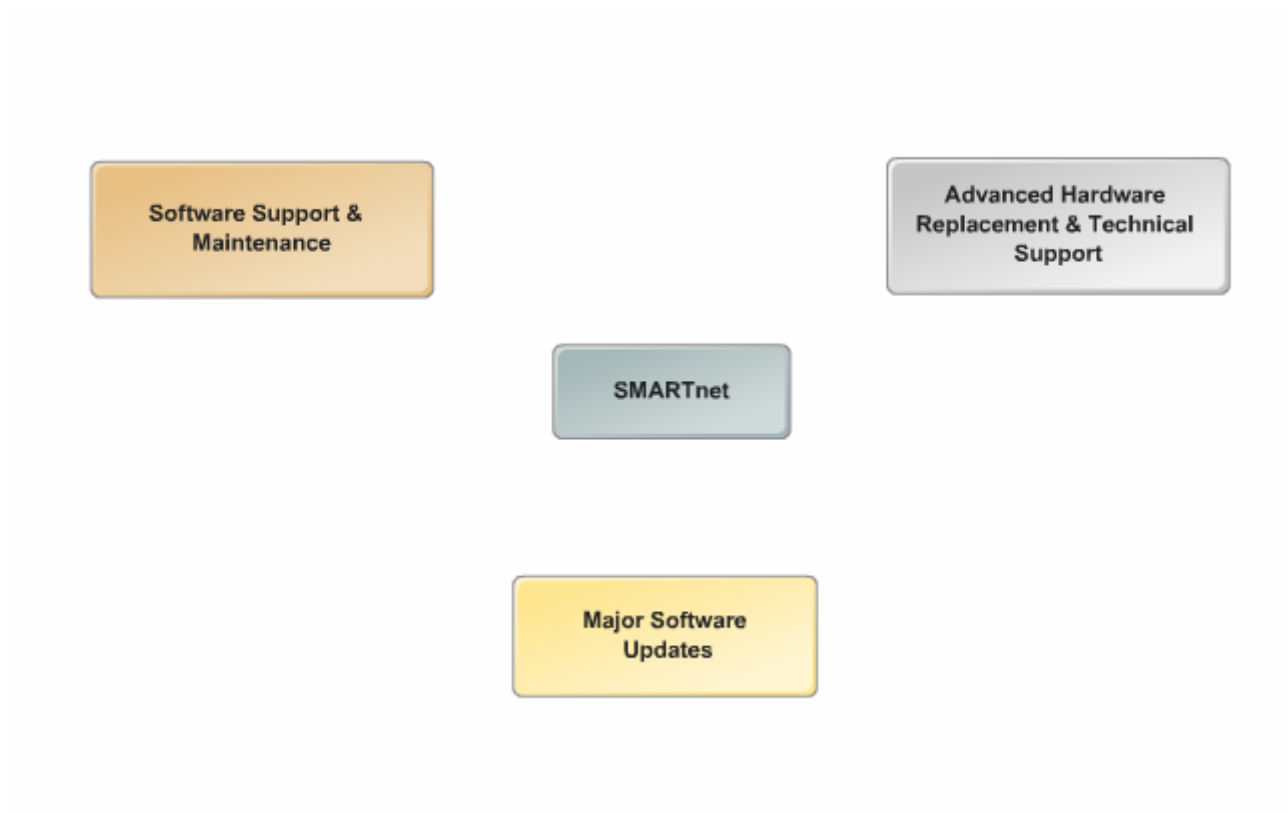 Software Support &
Maintenance
Advanced Hardware
Replacement & Technical
Support
SMARTnet
Major Software
Updates